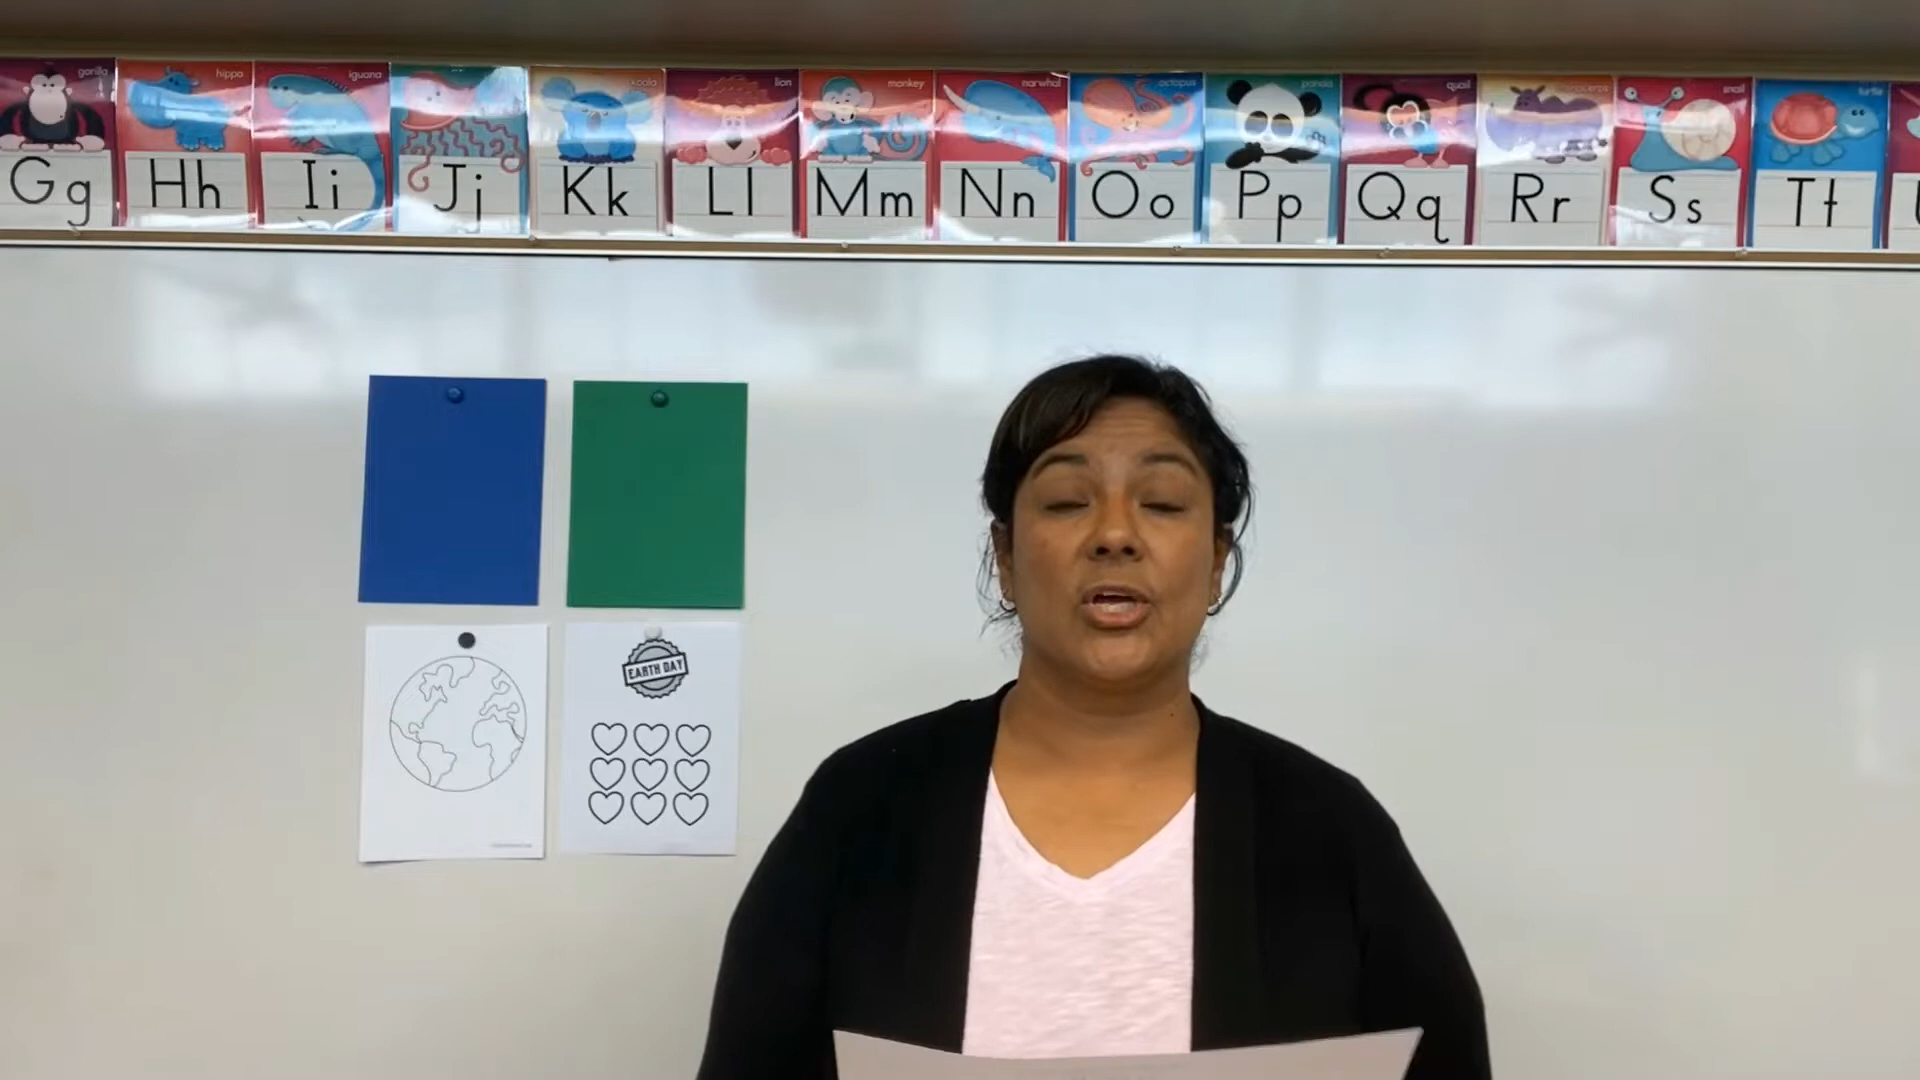 gorilla
hippo
iguana
koala
lion
monkey
narwhal
octopus
panda
quail
snail
turtle
Gg
Hh
Ii
Jj
Kk
Ll
Mm
Nn
Oo
Pp
Qq
Rr
Ss
Tt
EARTH DAY